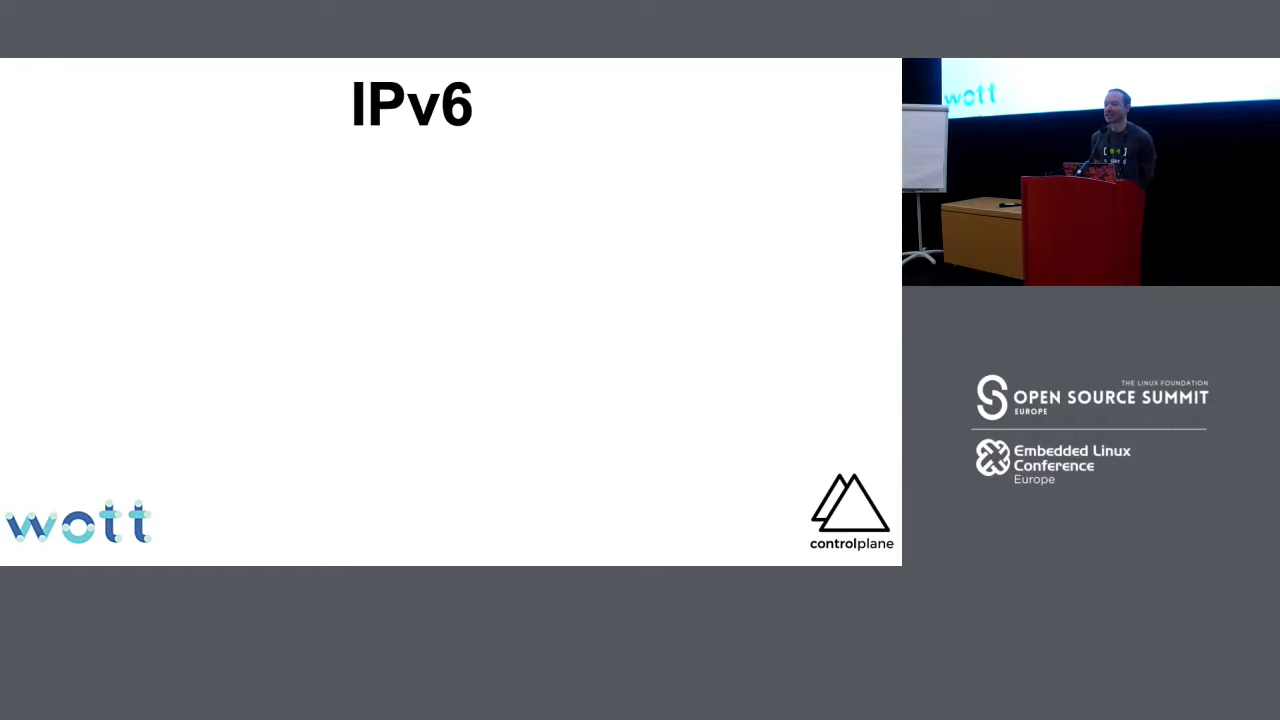 IPv6
wott
wott
controlplane
THE LINUX FOUNDATION
OPEN SOURCE SUMMIT
EUROPE
Embedded Linux
Conference
Europe